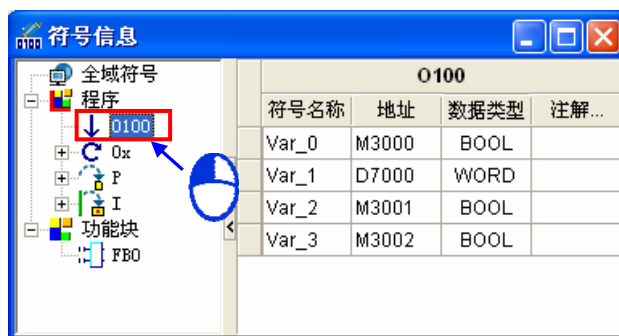 符号信息
全域符号
程序
O100
Ox
P
I
功能块
FB0
O100
符号名称 地址 数据类型 注解...
Var_0 M3000 BOOL
Var_1 D7000 WORD
Var_2 M3001 BOOL
Var_3 M3002 BOOL